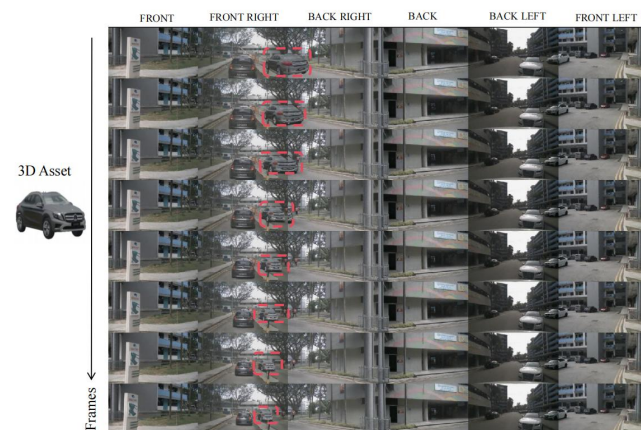 FRONT FRONT RIGHT BACK RIGHT BACK BACK LEFT FRONT LEFT
3D Asset
Frames